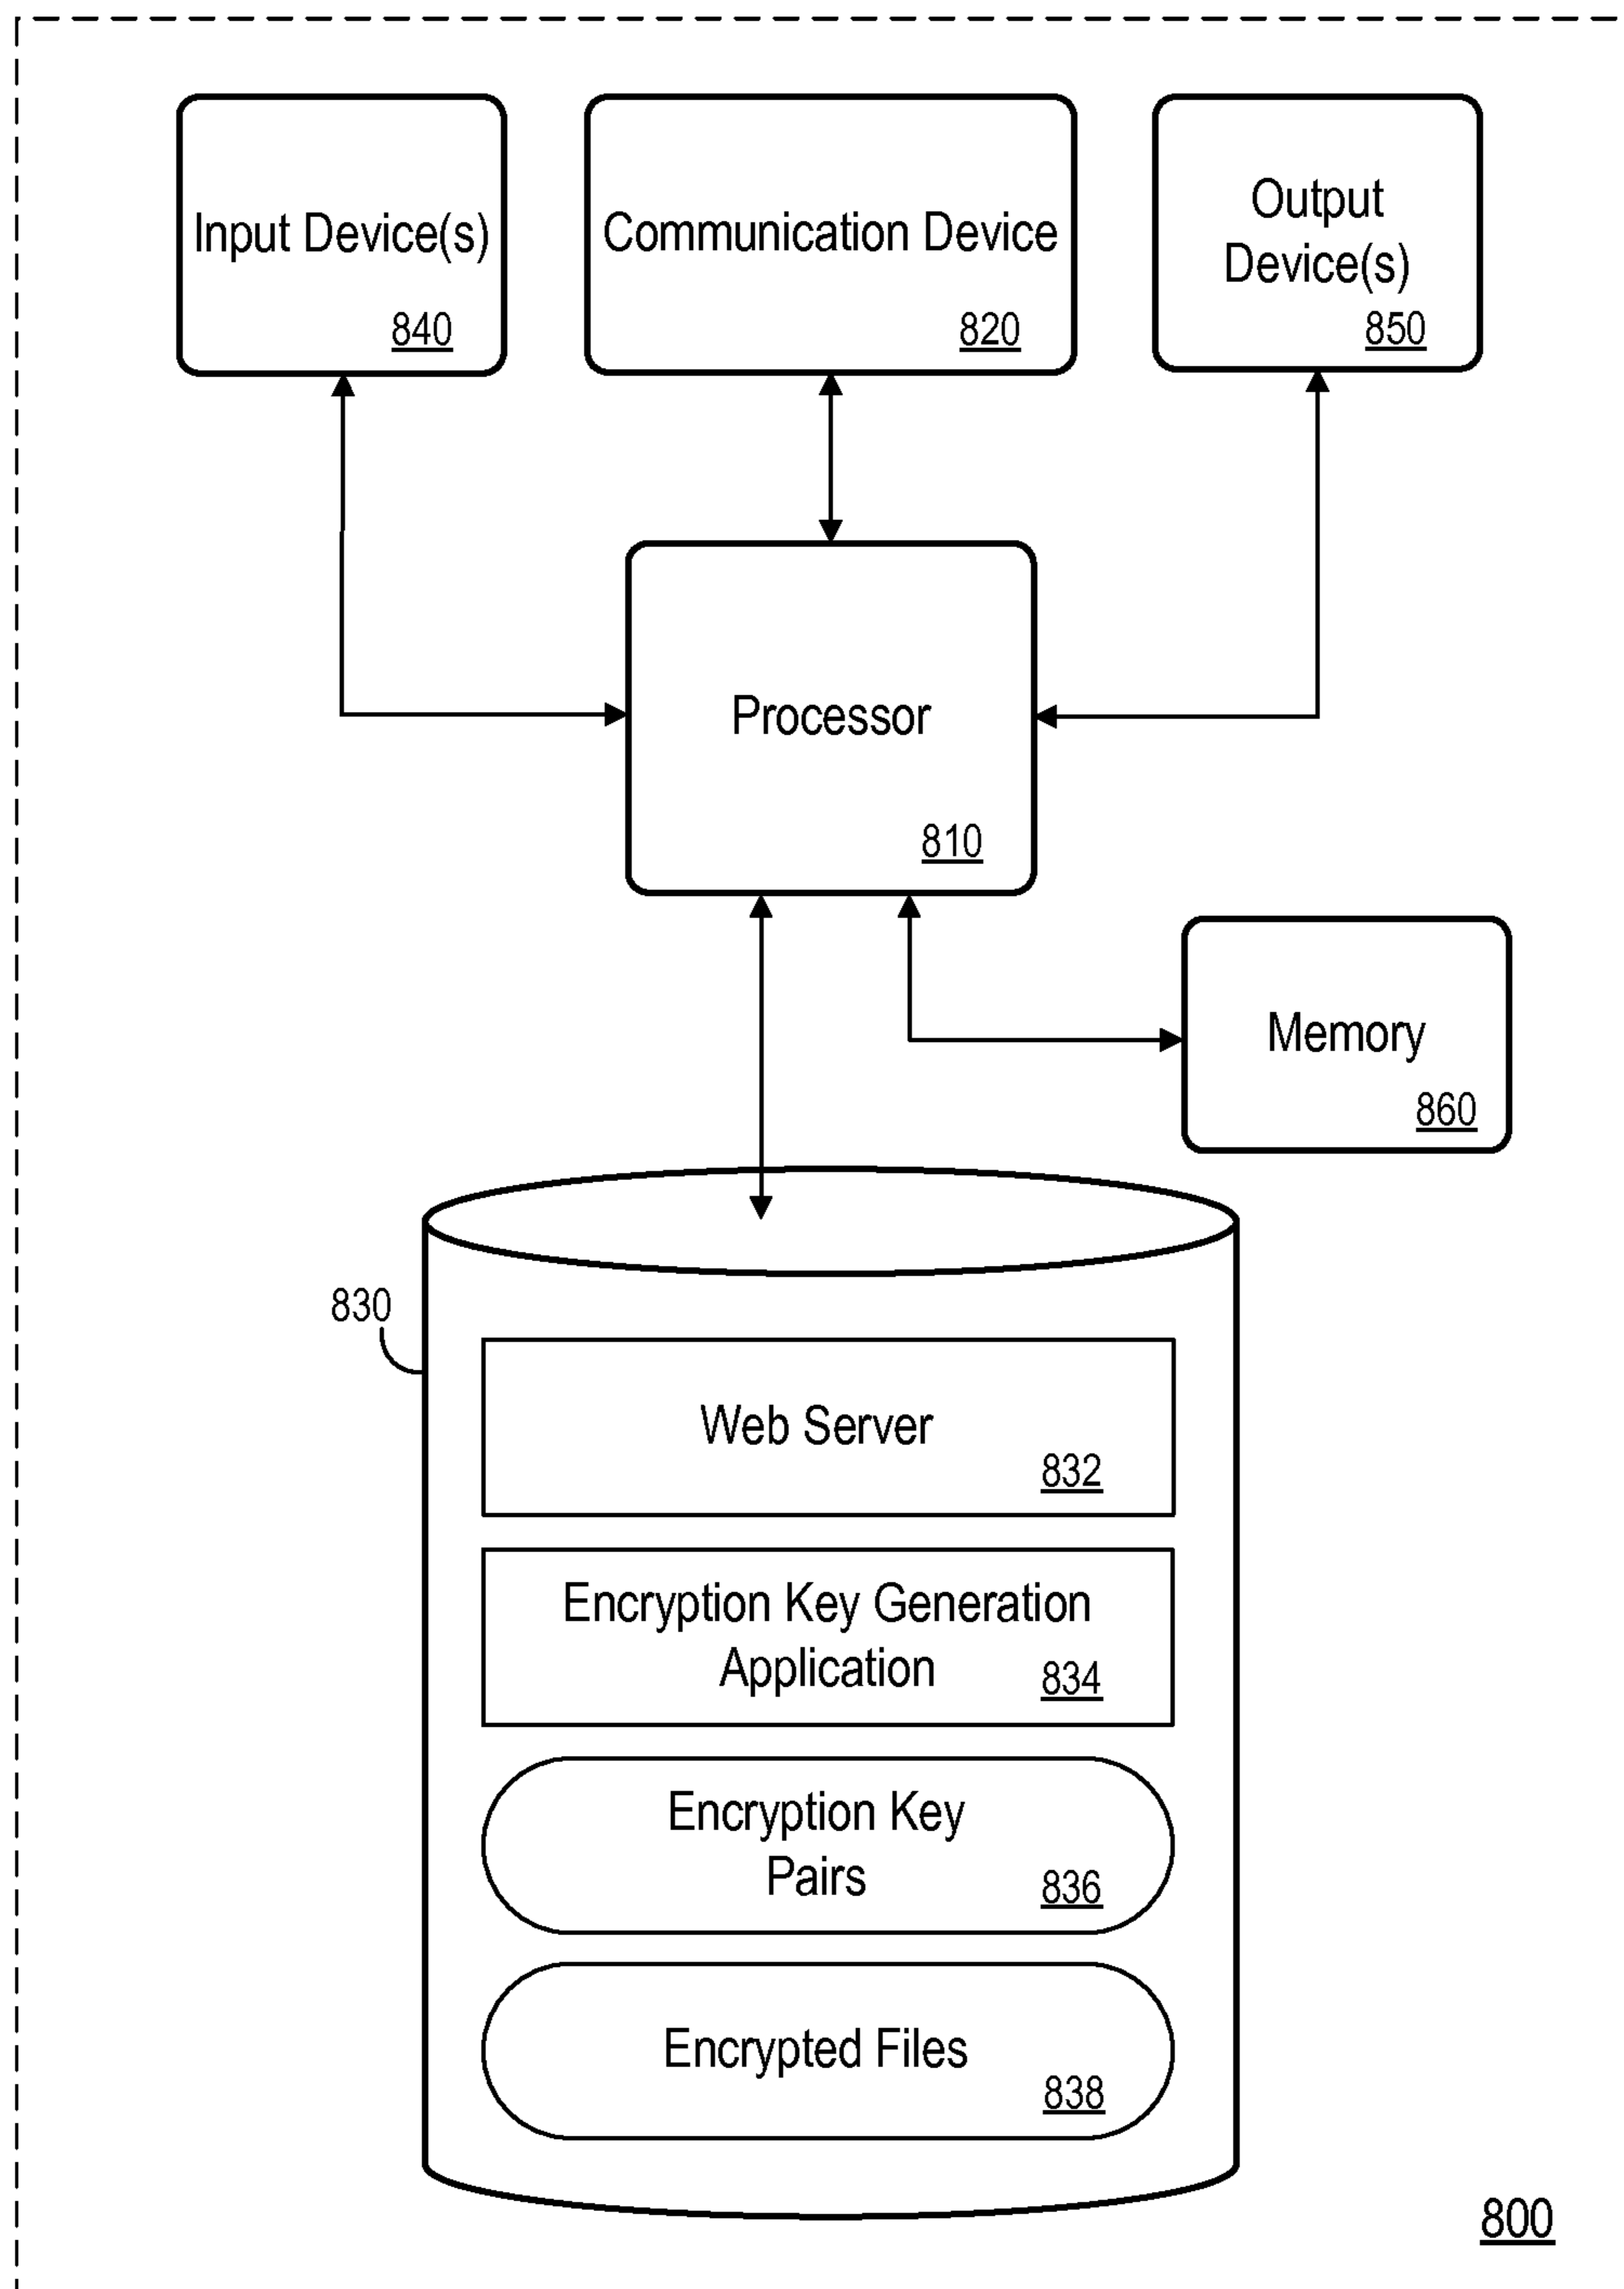 Input Device(s)
840
Communication Device
820
Output
Device(s)
850
Processor
810
Memory
860
830
Web Server
832
Encryption Key Generation
Application
834
Encryption Key
Pairs
836
Encrypted Files
838
800